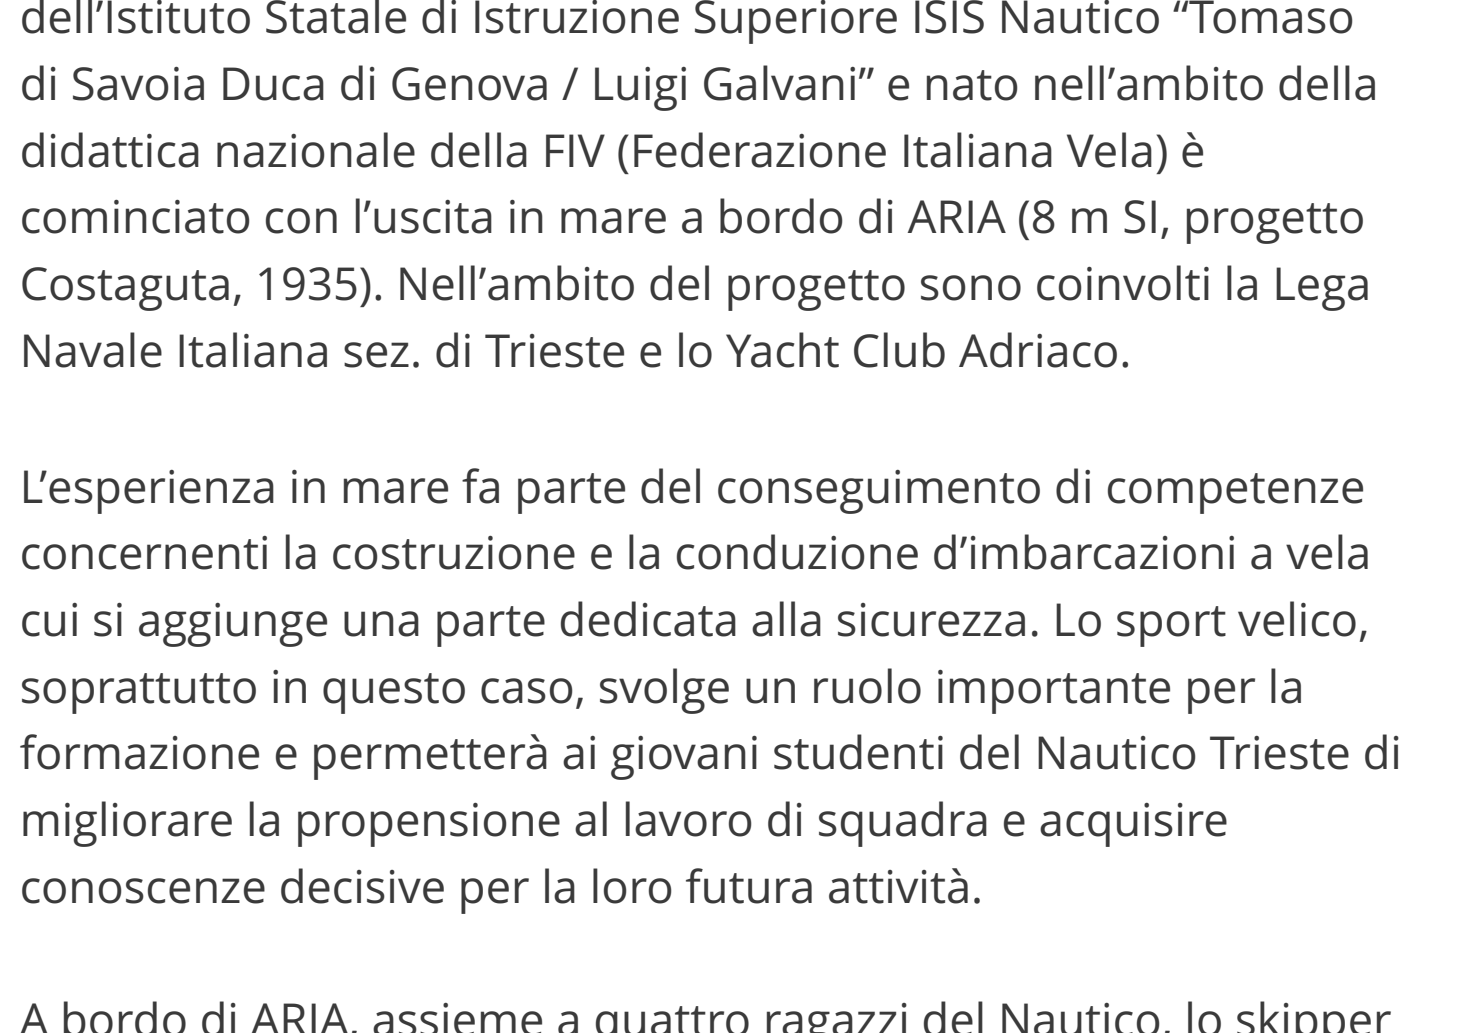 dell’Istituto Statale di Istruzione Superiore ISIS Nautico “Tomaso
di Savoia Duca di Genova / Luigi Galvani” e nato nell’ambito della
didattica nazionale della FIV (Federazione Italiana Vela) è
cominciato con l’uscita in mare a bordo di ARIA (8 m SI, progetto
Costaguta, 1935). Nell’ambito del progetto sono coinvolti la Lega
Navale Italiana sez. di Trieste e lo Yacht Club Adriaco.
L’esperienza in mare fa parte del conseguimento di competenze
concernenti la costruzione e la conduzione d’imbarcazioni a vela
cui si aggiunge una parte dedicata alla sicurezza. Lo sport velico,
soprattutto in questo caso, svolge un ruolo importante per la
formazione e permetterà ai giovani studenti del Nautico Trieste di
migliorare la propensione al lavoro di squadra e acquisire
conoscenze decisive per la loro futura attività.
A bordo di ARIA, assieme a quattro ragazzi del Nautico, lo skipper